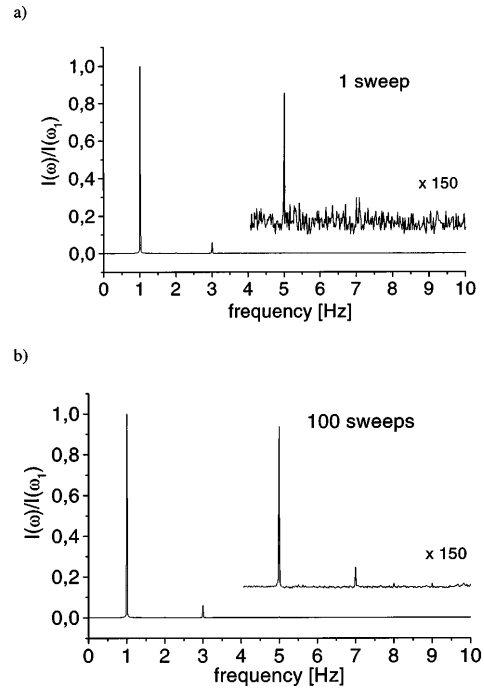 a)
1 sweep
I(ω)/I(ω₁)
1,0
0,8
0,6
0,4
0,2
0,0
x 150
0 1 2 3 4 5 6 7 8 9 10
frequency [Hz]
b)
100 sweeps
I(ω)/I(ω₁)
1,0
0,8
0,6
0,4
0,2
0,0
x 150
0 1 2 3 4 5 6 7 8 9 10
frequency [Hz]